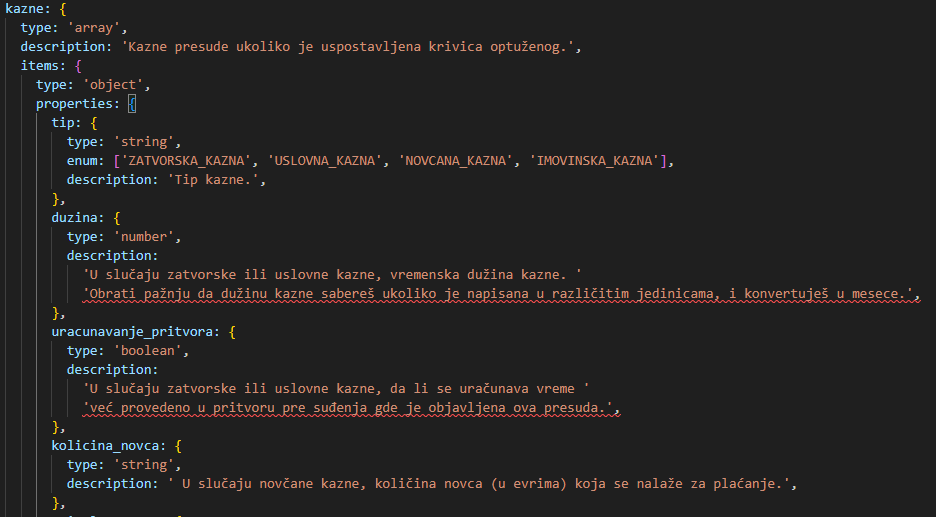 kazne: {
type: 'array',
description: 'Kazne presude ukoliko je uspostavljena krivica optuženog.',
items: {
type: 'object',
properties: {
tip: {
type: 'string',
enum: ['ZATVORSKA_KAZNA', 'USLOVNA_KAZNA', 'NOVCANA_KAZNA', 'IMOVINSKA_KAZNA'],
description: 'Tip kazne.',
},
duzina: {
type: 'number',
description:
'U slučaju zatvorske ili uslovne kazne, vremenska dužina kazne. '
'Obrati pažnju da dužinu kazne sabereš ukoliko je napisana u različitim jedinicama, i konvertuješ u mesece.',
},
uracunavanje_pritvora: {
type: 'boolean',
description:
'U slučaju zatvorske ili uslovne kazne, da li se uračunava vreme '
'već provedeno u pritvoru pre suđenja gde je objavljena ova presuda.',
},
kolicina_novca: {
type: 'string',
description: ' U slučaju novčane kazne, količina novca (u evrima) koja se nalaže za plaćanje.',
},